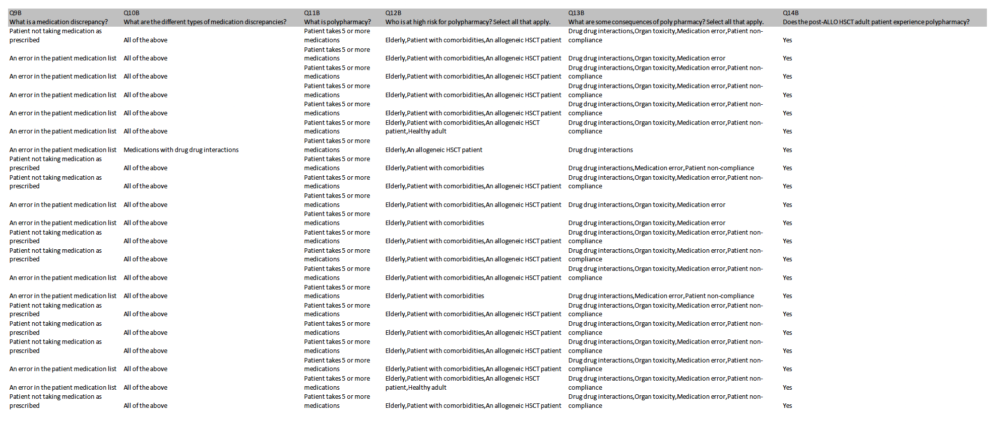 Q9B Q10B Q11B Q12B Q13B Q14B
What is a medication discrepancy? What are the different types of medication discrepancies? What is polypharmacy? Who is at high risk for polypharmacy? Select all that apply. What are some consequences of poly pharmacy? Select all that apply. Does the post-ALLO HSCT adult patient experience polypharmacy?
Patient not taking medication as Patient takes 5 or more Drug drug interactions,Organ toxicity,Medication error,Patient non-
prescribed All of the above medications Elderly,Patient with comorbidities,An allogeneic HSCT patient compliance Yes
Patient takes 5 or more
An error in the patient medication list All of the above medications Elderly,Patient with comorbidities,An allogeneic HSCT patient Drug drug interactions,Organ toxicity,Medication error Yes
Patient takes 5 or more Drug drug interactions,Organ toxicity,Medication error,Patient non-
An error in the patient medication list All of the above medications Elderly,Patient with comorbidities,An allogeneic HSCT patient compliance Yes
Patient takes 5 or more Drug drug interactions,Organ toxicity,Medication error,Patient non-
An error in the patient medication list All of the above medications Elderly,Patient with comorbidities,An allogeneic HSCT patient compliance Yes
Patient takes 5 or more Drug drug interactions,Organ toxicity,Medication error,Patient non-
An error in the patient medication list All of the above medications Elderly,Patient with comorbidities,An allogeneic HSCT patient compliance Yes
Patient takes 5 or more Elderly,Patient with comorbidities,An allogeneic HSCT Drug drug interactions,Organ toxicity,Medication error,Patient non-
An error in the patient medication list All of the above medications patient,Healthy adult compliance Yes
Patient takes 5 or more
An error in the patient medication list Medications with drug drug interactions medications Elderly,An allogeneic HSCT patient Drug drug interactions Yes
Patient not taking medication as Patient takes 5 or more
prescribed All of the above medications Elderly,Patient with comorbidities Drug drug interactions,Medication error,Patient non-compliance Yes
Patient not taking medication as Patient takes 5 or more Drug drug interactions,Organ toxicity,Medication error,Patient non-
prescribed All of the above medications Elderly,Patient with comorbidities,An allogeneic HSCT patient compliance Yes
Patient takes 5 or more
An error in the patient medication list All of the above medications Elderly,Patient with comorbidities,An allogeneic HSCT patient Drug drug interactions,Organ toxicity,Medication error Yes
Patient takes 5 or more
An error in the patient medication list All of the above medications Elderly,Patient with comorbidities Drug drug interactions,Organ toxicity,Medication error Yes
Patient not taking medication as Patient takes 5 or more Drug drug interactions,Organ toxicity,Medication error,Patient non-
prescribed All of the above medications Elderly,Patient with comorbidities,An allogeneic HSCT patient compliance Yes
Patient not taking medication as Patient takes 5 or more Drug drug interactions,Organ toxicity,Medication error,Patient non-
prescribed All of the above medications Elderly,Patient with comorbidities,An allogeneic HSCT patient compliance Yes
Patient takes 5 or more Drug drug interactions,Organ toxicity,Medication error,Patient non-
An error in the patient medication list All of the above medications Elderly,Patient with comorbidities,An allogeneic HSCT patient compliance Yes
Patient takes 5 or more
An error in the patient medication list All of the above medications Elderly,Patient with comorbidities Drug drug interactions,Medication error,Patient non-compliance Yes
Patient not taking medication as Patient takes 5 or more Drug drug interactions,Organ toxicity,Medication error,Patient non-
prescribed All of the above medications Elderly,Patient with comorbidities,An allogeneic HSCT patient compliance Yes
Patient not taking medication as Patient takes 5 or more Drug drug interactions,Organ toxicity,Medication error,Patient non-
prescribed All of the above medications Elderly,Patient with comorbidities,An allogeneic HSCT patient compliance Yes
Patient not taking medication as Patient takes 5 or more Drug drug interactions,Organ toxicity,Medication error,Patient non-
prescribed All of the above medications Elderly,Patient with comorbidities,An allogeneic HSCT patient compliance Yes
Patient takes 5 or more Drug drug interactions,Organ toxicity,Medication error,Patient non-
An error in the patient medication list All of the above medications Elderly,Patient with comorbidities,An allogeneic HSCT patient compliance Yes
Patient takes 5 or more Elderly,Patient with comorbidities,An allogeneic HSCT Drug drug interactions,Organ toxicity,Medication error,Patient non-
An error in the patient medication list All of the above medications patient,Healthy adult compliance Yes
Patient not taking medication as Patient takes 5 or more Drug drug interactions,Organ toxicity,Medication error,Patient non-
prescribed All of the above medications Elderly,Patient with comorbidities,An allogeneic HSCT patient compliance Yes